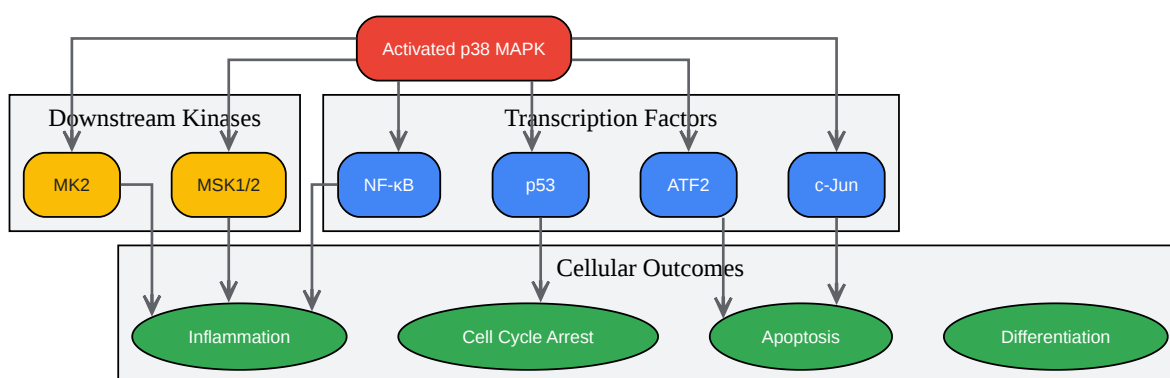 Activated p38 MAPK
Downstream Kinases
Transcription Factors
MK2
MSK1/2
NF-κB
p53
ATF2
c-Jun
Cellular Outcomes
Inflammation
Cell Cycle Arrest
Apoptosis
Differentiation